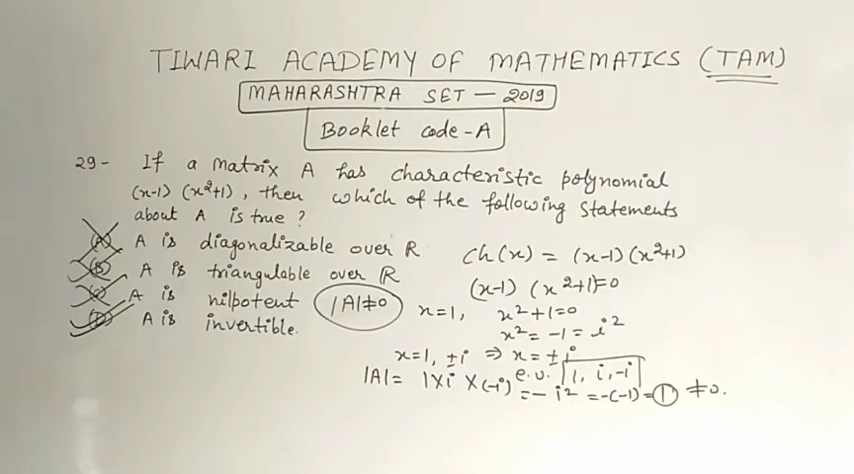 TIWARI ACADEMY OF MATHEMATICS (TAM)
MAHARASHTRA SET — 2019
Booklet code - A
29- If a matrix A has characteristic polynomial
(x-1) (x²+1), then which of the following statements
about A is true?
(A) A is diagonalizable over R
(B) A is triangulable over R
(C) A is nilpotent |A|≠0
(D) A is invertible.
Ch(x) = (x-1)(x²+1)
(x-1) (x²+1)=0
x=1, x²+1=0
x² = -1 = i²
x=1, ±i ⇒ x = ±i
e.v. 1, i, -i
|A| = 1×i×(-i) = -i² = -(-1) = 1 ≠0.